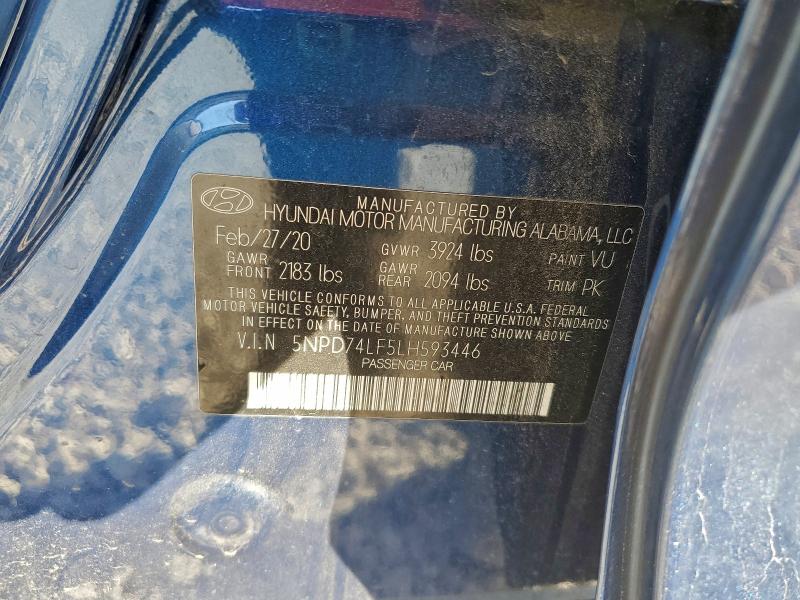 MANUFACTURED BY
HYUNDAI MOTOR MANUFACTURING ALABAMA, LLC
Feb/27/20 GVWR 3924 lbs PAINT VU
GAWR FRONT 2183 lbs GAWR REAR 2094 lbs TRIM PK
THIS VEHICLE CONFORMS TO ALL APPLICABLE U.S.A. FEDERAL
MOTOR VEHICLE SAFETY, BUMPER, AND THEFT PREVENTION STANDARDS
IN EFFECT ON THE DATE OF MANUFACTURE SHOWN ABOVE
V.I.N 5NPD74LF5LH593446
PASSENGER CAR